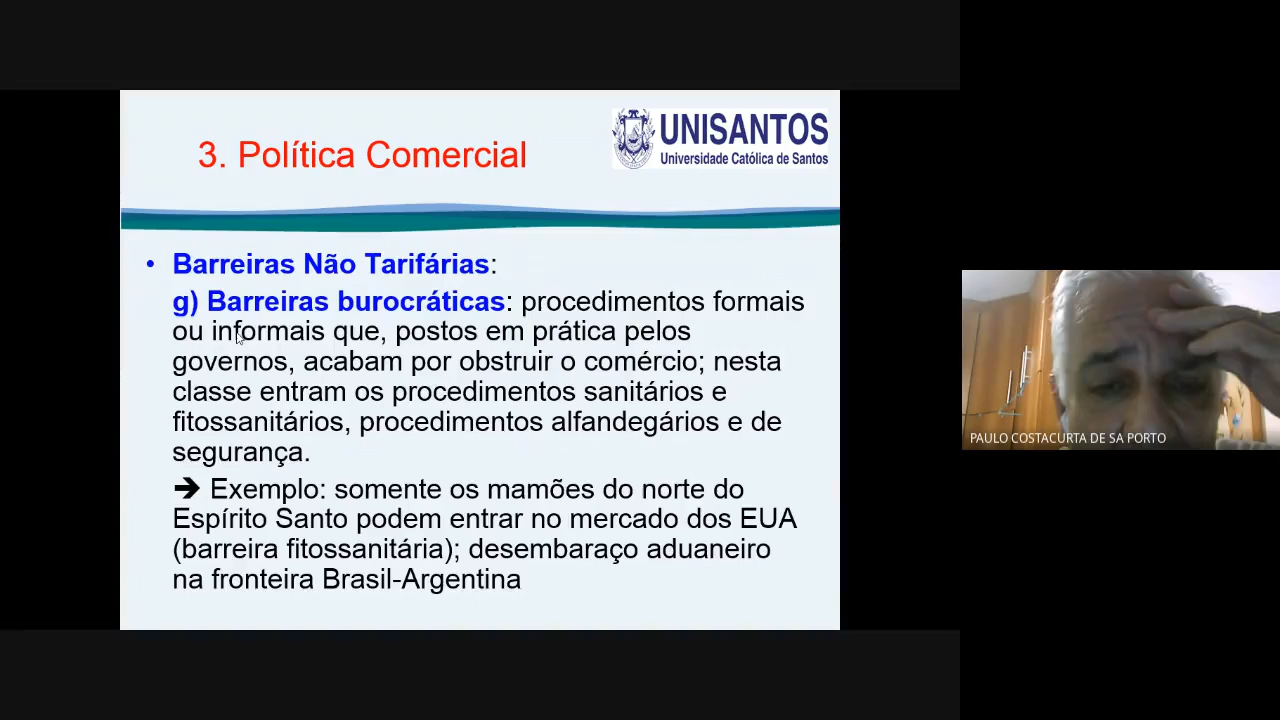 3. Política Comercial
UNISANTOS
Universidade Católica de Santos
• Barreiras Não Tarifárias:
g) Barreiras burocráticas: procedimentos formais
ou informais que, postos em prática pelos
governos, acabam por obstruir o comércio; nesta
classe entram os procedimentos sanitários e
fitossanitários, procedimentos alfandegários e de
segurança.
➔ Exemplo: somente os mamões do norte do
Espírito Santo podem entrar no mercado dos EUA
(barreira fitossanitária); desembaraço aduaneiro
na fronteira Brasil-Argentina
PAULO COSTACURTA DE SA PORTO